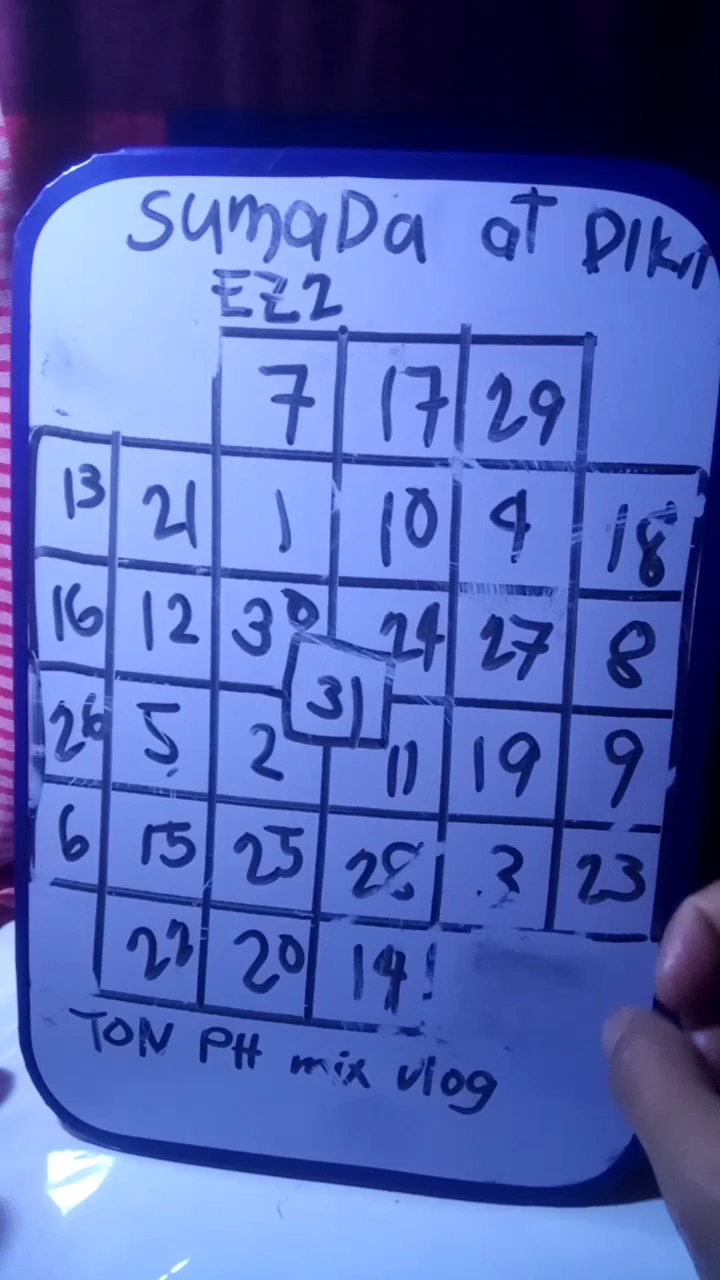 SumaDa at Dikit
EZ2
7 17 29
13 21 1 10 4 18
16 12 30 24 27 8
31
26 5 2 11 19 9
6 15 25 28 3 23
22 20 14
TON PH mix vlog